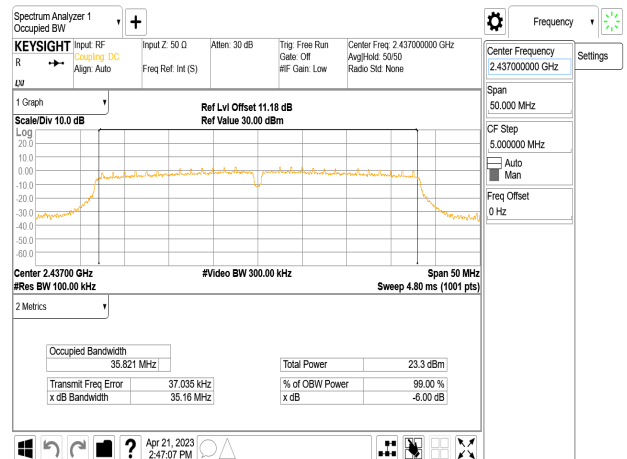 Spectrum Analyzer 1
Occupied BW
Frequency
KEYSIGHT
R
LXI
Input: RF
Coupling: DC
Align: Auto
Input Z: 50 Ω
Freq Ref: Int (S)
Atten: 30 dB
Trig: Free Run
Gate: Off
#IF Gain: Low
Center Freq: 2.437000000 GHz
Avg|Hold: 50/50
Radio Std: None
Center Frequency
2.437000000 GHz
Settings
Span
50.000 MHz
CF Step
5.000000 MHz
Auto
Man
Freq Offset
0 Hz
1 Graph
Scale/Div 10.0 dB
Ref Lvl Offset 11.18 dB
Ref Value 30.00 dBm
Log
20.0
10.0
0.00
-10.0
-20.0
-30.0
-40.0
-50.0
-60.0
Center 2.43700 GHz
#Video BW 300.00 kHz
Span 50 MHz
#Res BW 100.00 kHz
Sweep 4.80 ms (1001 pts)
2 Metrics
Occupied Bandwidth
35.821 MHz
Total Power 23.3 dBm
Transmit Freq Error 37.035 kHz
% of OBW Power 99.00 %
x dB Bandwidth 35.16 MHz
x dB -6.00 dB
?
Apr 21, 2023
2:47:07 PM